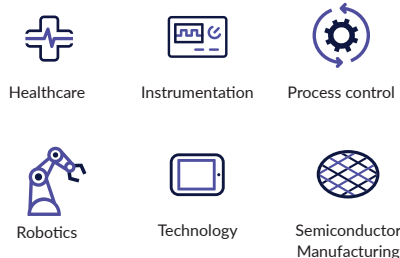 Healthcare
Instrumentation
Process control
Robotics
Technology
Semiconductor
Manufacturing